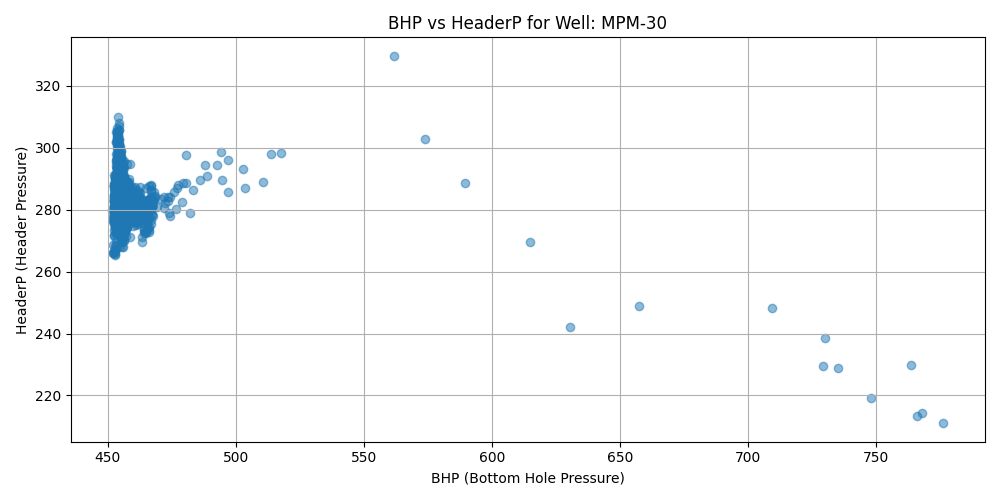 BHP vs HeaderP for Well: MPM-30
HeaderP (Header Pressure)
320
300
280
260
240
220
450 500 550 600 650 700 750
BHP (Bottom Hole Pressure)